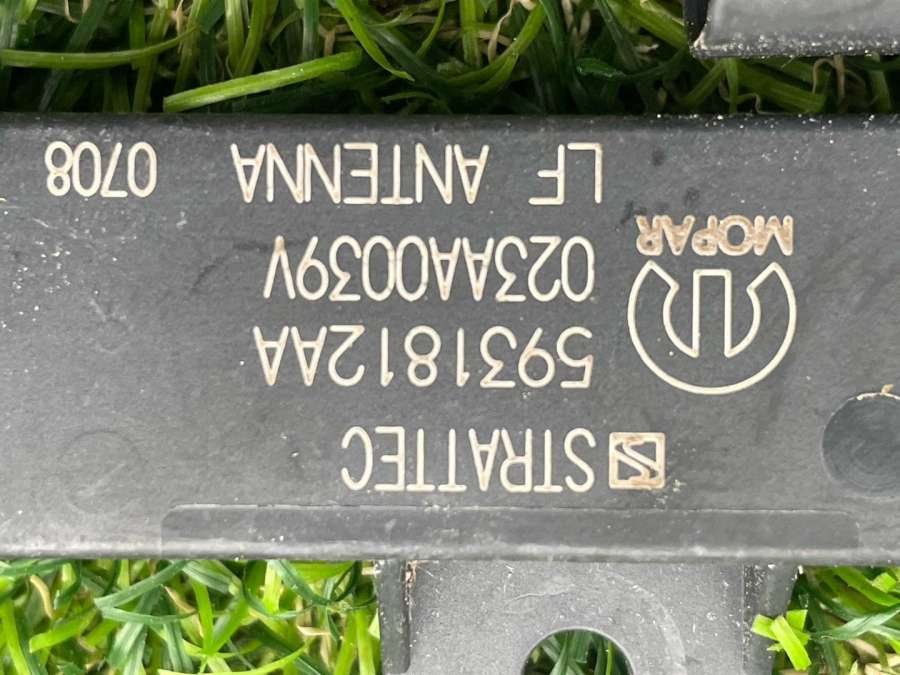 STRATTEC
5931812AA
023AA0039V
MOPAR
LF ANTENNA 0708